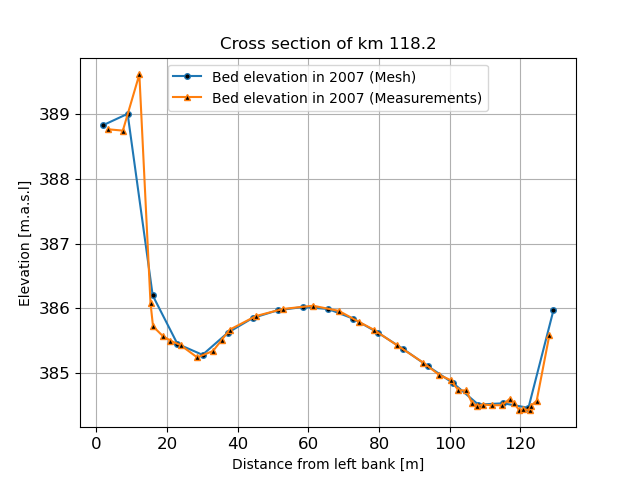 Cross section of km 118.2
Bed elevation in 2007 (Mesh)
Bed elevation in 2007 (Measurements)
Elevation [m.a.s.l]
389
388
387
386
385
0 20 40 60 80 100 120
Distance from left bank [m]